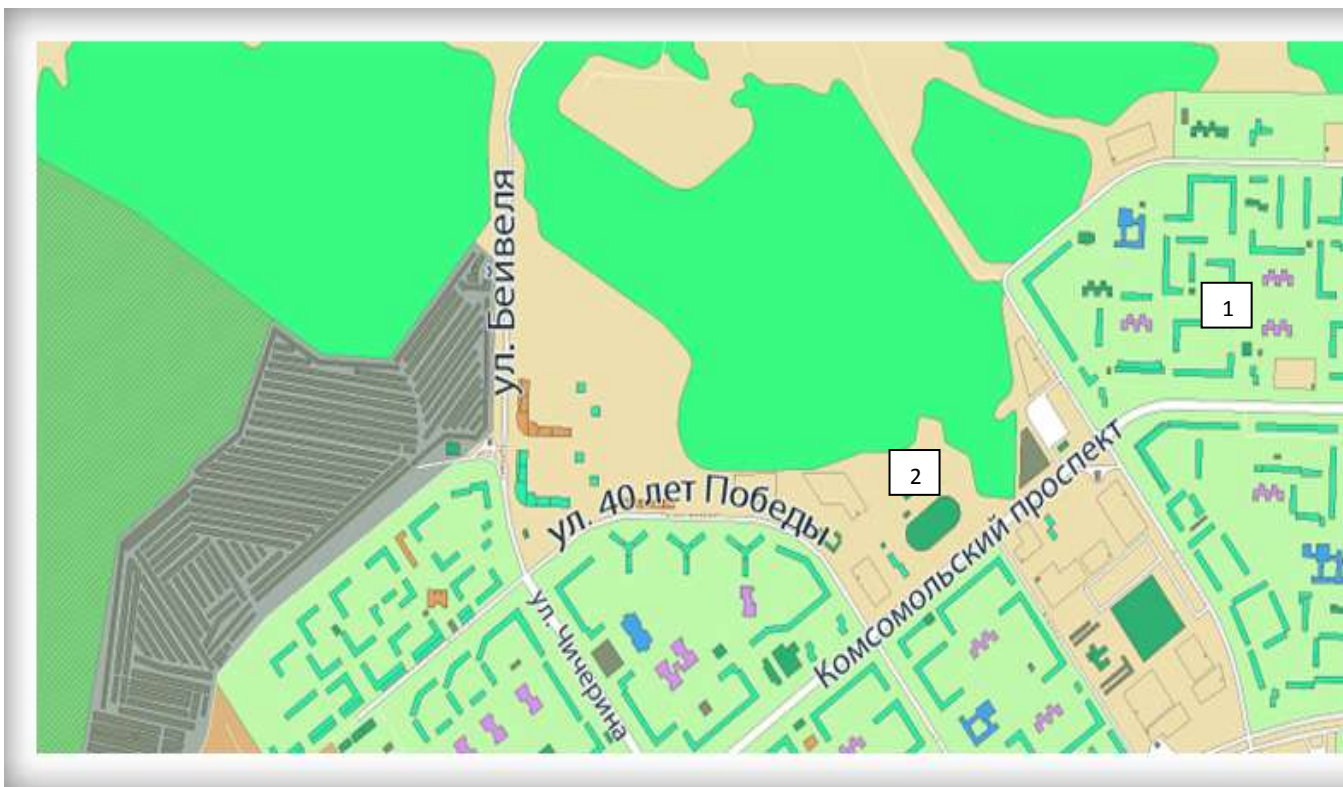 ул. Бейвеля
1
2
ул. 40 лет Победы
Комсомольский проспект
ул. Чичерина